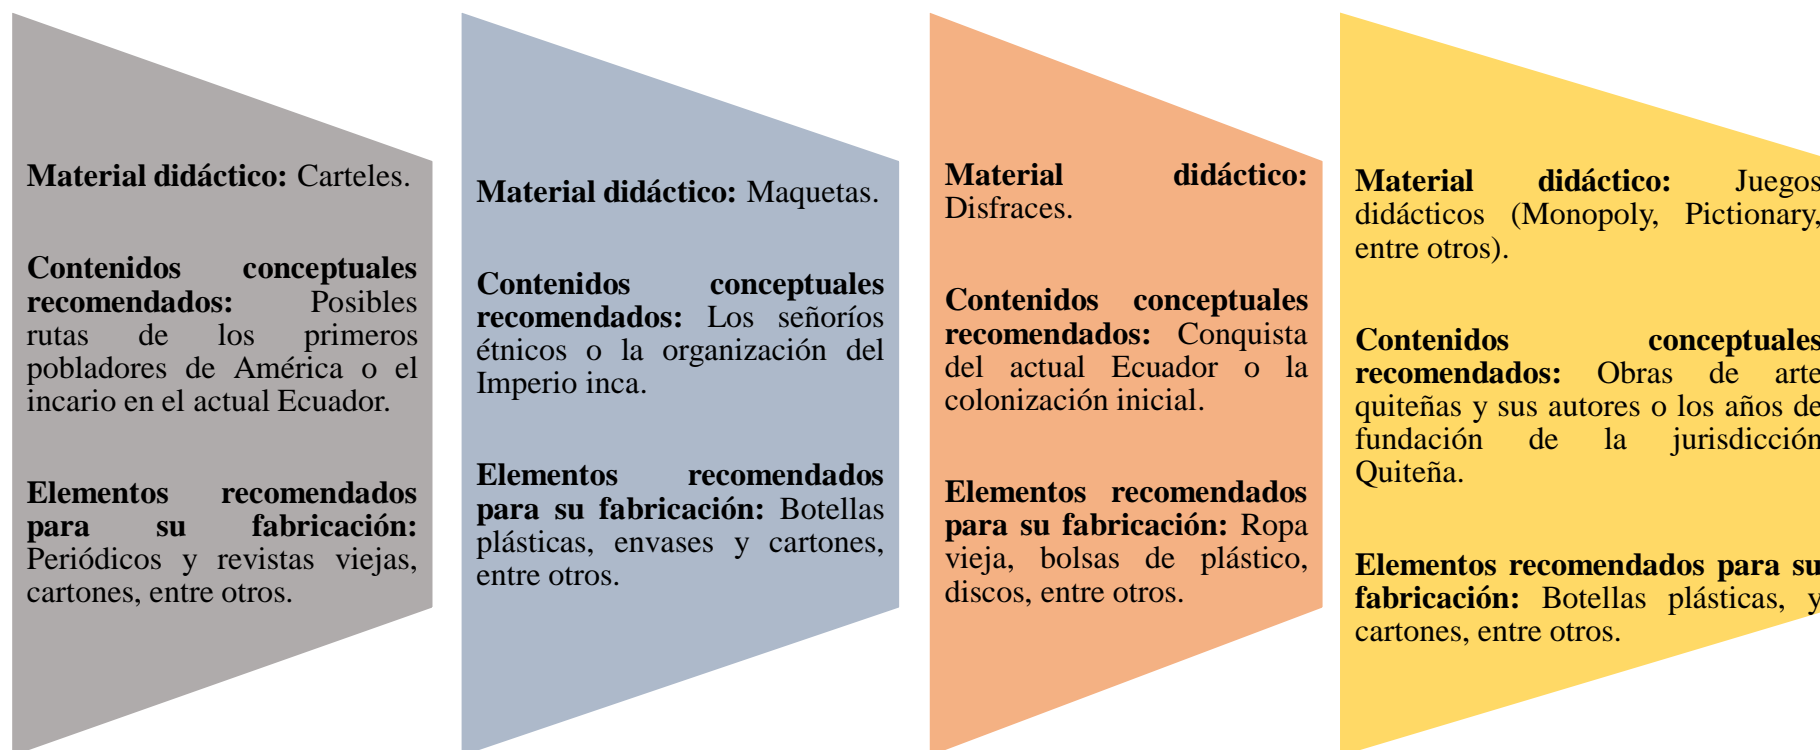 Material didáctico: Carteles.
Contenidos conceptuales
recomendados: Posibles
rutas de los primeros
pobladores de América o el
incario en el actual Ecuador.
Elementos recomendados
para su fabricación:
Periódicos y revistas viejas,
cartones, entre otros.
Material didáctico: Maquetas.
Contenidos conceptuales
recomendados: Los señoríos
étnicos o la organización del
Imperio inca.
Elementos recomendados
para su fabricación: Botellas
plásticas, envases y cartones,
entre otros.
Material didáctico:
Disfraces.
Contenidos conceptuales
recomendados: Conquista
del actual Ecuador o la
colonización inicial.
Elementos recomendados
para su fabricación: Ropa
vieja, bolsas de plástico,
discos, entre otros.
Material didáctico: Juegos
didácticos (Monopoly, Pictionary,
entre otros).
Contenidos conceptuales
recomendados: Obras de arte
quiteñas y sus autores o los años de
fundación de la jurisdicción
Quiteña.
Elementos recomendados para su
fabricación: Botellas plásticas, y
cartones, entre otros.